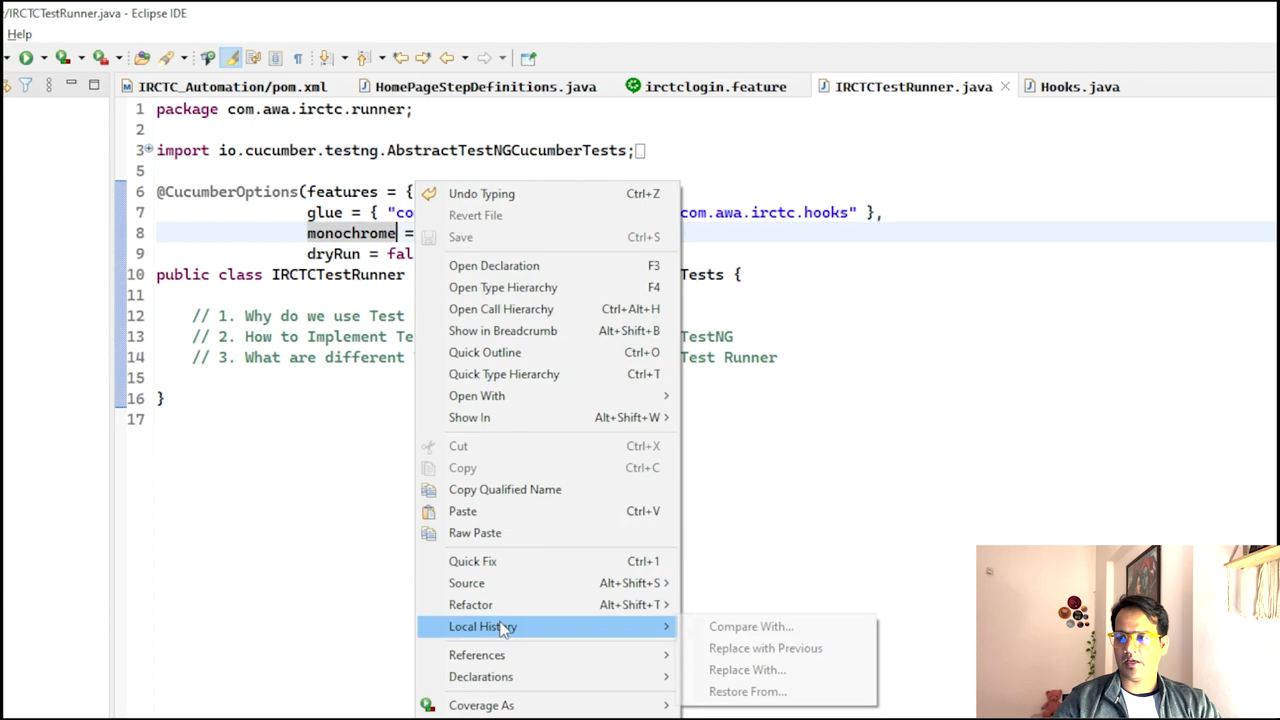 /IRCTCTestRunner.java - Eclipse IDE
Help
IRCTC_Automation/pom.xml HomePageStepDefinitions.java irctclogin.feature IRCTCTestRunner.java Hooks.java
1 package com.awa.irctc.runner;
2
3 import io.cucumber.testng.AbstractTestNGCucumberTests;
5
6 @CucumberOptions(features = {
7 glue = { "co com.awa.irctc.hooks" },
8 monochrome =
9 dryRun = fal
10 public class IRCTCTestRunner Tests {
11
12 // 1. Why do we use Test
13 // 2. How to Implement Te TestNG
14 // 3. What are different Test Runner
15
16 }
17
Undo Typing Ctrl+Z
Revert File
Save Ctrl+S
Open Declaration F3
Open Type Hierarchy F4
Open Call Hierarchy Ctrl+Alt+H
Show in Breadcrumb Alt+Shift+B
Quick Outline Ctrl+O
Quick Type Hierarchy Ctrl+T
Open With
Show In Alt+Shift+W
Cut Ctrl+X
Copy Ctrl+C
Copy Qualified Name
Paste Ctrl+V
Raw Paste
Quick Fix Ctrl+1
Source Alt+Shift+S
Refactor Alt+Shift+T
Local History
References
Declarations
Coverage As
Compare With...
Replace with Previous
Replace With...
Restore From...